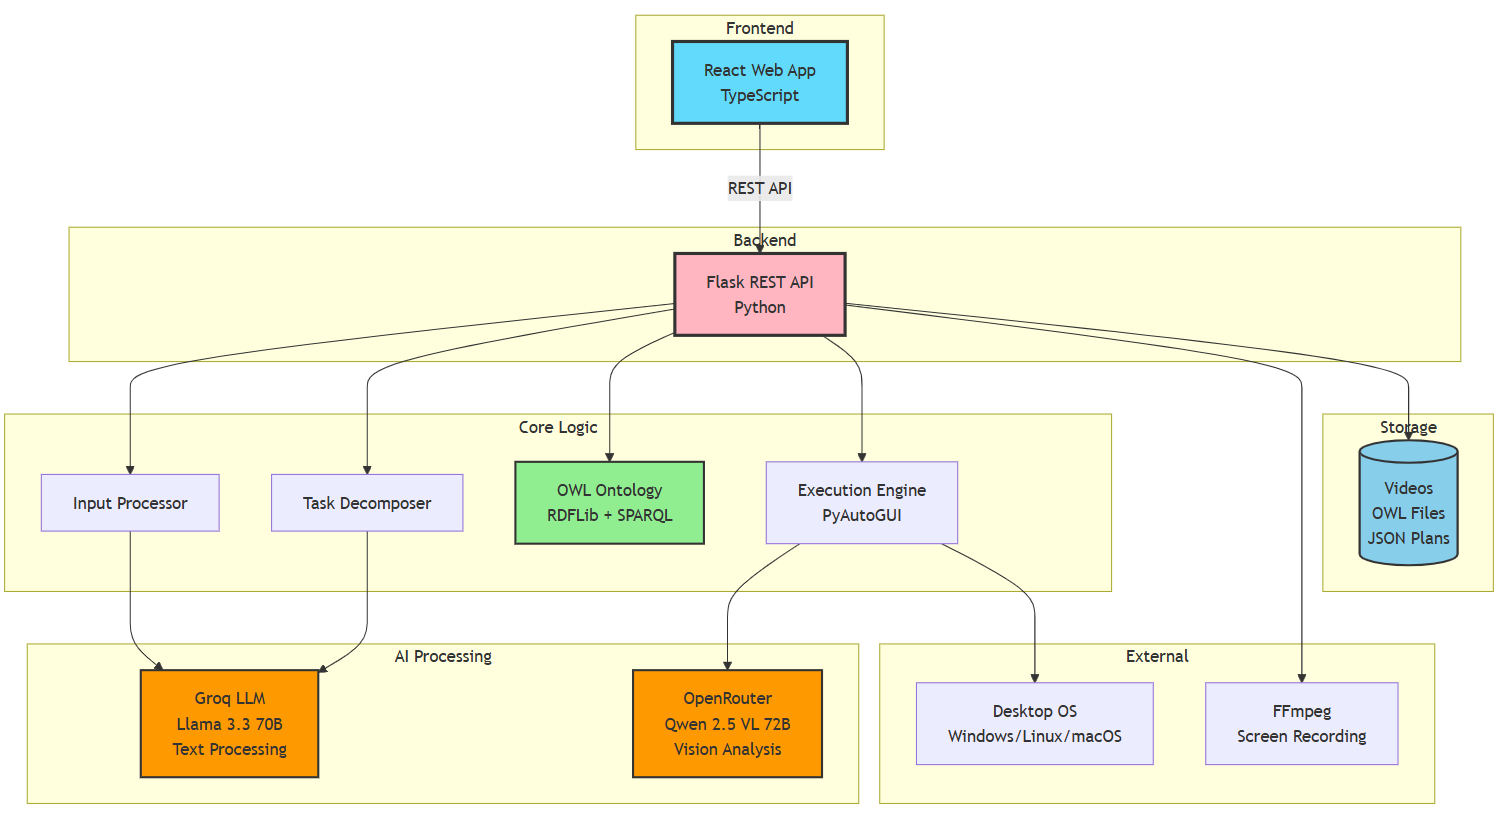 Frontend
React Web App
TypeScript
REST API
Backend
Flask REST API
Python
Core Logic
Input Processor
Task Decomposer
OWL Ontology
RDFLib + SPARQL
Execution Engine
PyAutoGUI
Storage
Videos
OWL Files
JSON Plans
AI Processing
Groq LLM
Llama 3.3 70B
Text Processing
OpenRouter
Qwen 2.5 VL 72B
Vision Analysis
External
Desktop OS
Windows/Linux/macOS
FFmpeg
Screen Recording